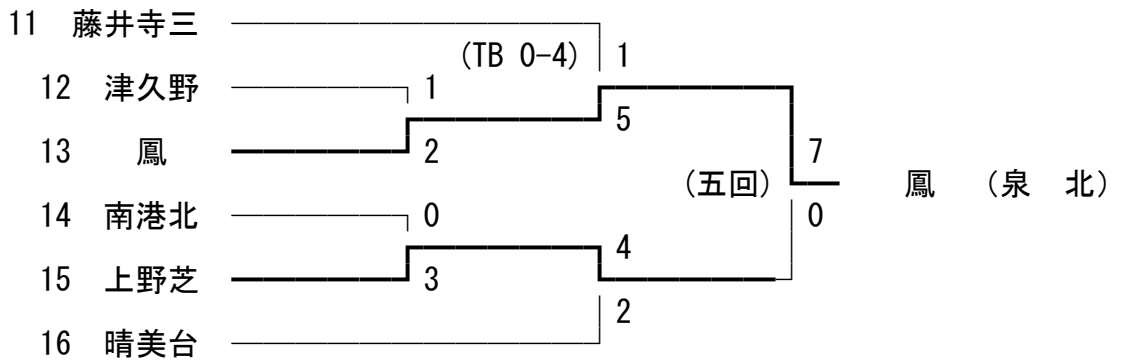 11 藤井寺三
(TB 0-4) 1
12 津久野 1
5
13 鳳 2
7
(五回) 鳳 (泉 北)
14 南港北 0
0
4
15 上野芝 3
2
16 晴美台